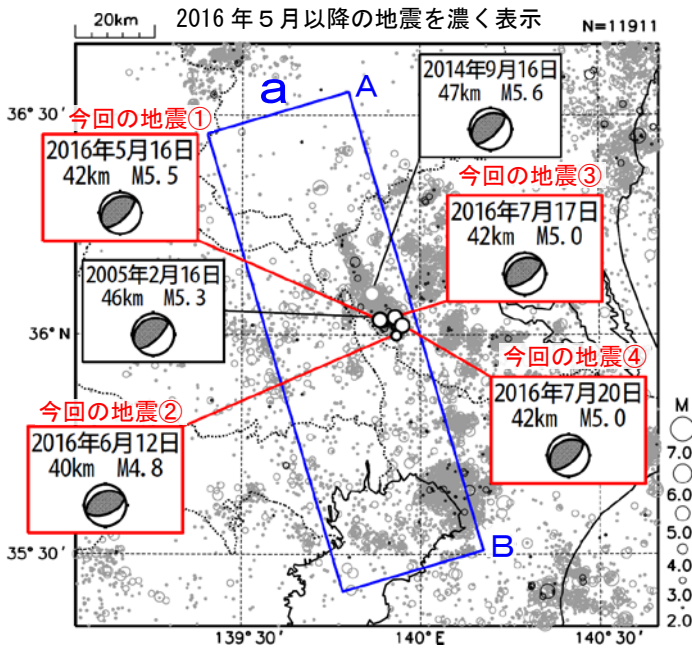 20km
2016年5月以降の地震を濃く表示
N=11911
36°30'
a
A
2014年9月16日
47km M5.6
今回の地震①
2016年5月16日
42km M5.5
今回の地震③
2016年7月17日
42km M5.0
2005年2月16日
46km M5.3
36°N
今回の地震②
2016年6月12日
40km M4.8
今回の地震④
2016年7月20日
42km M5.0
M
7.0
6.0
5.0
4.0
3.0
2.0
B
35°30'
139°30'
140°E
140°30'